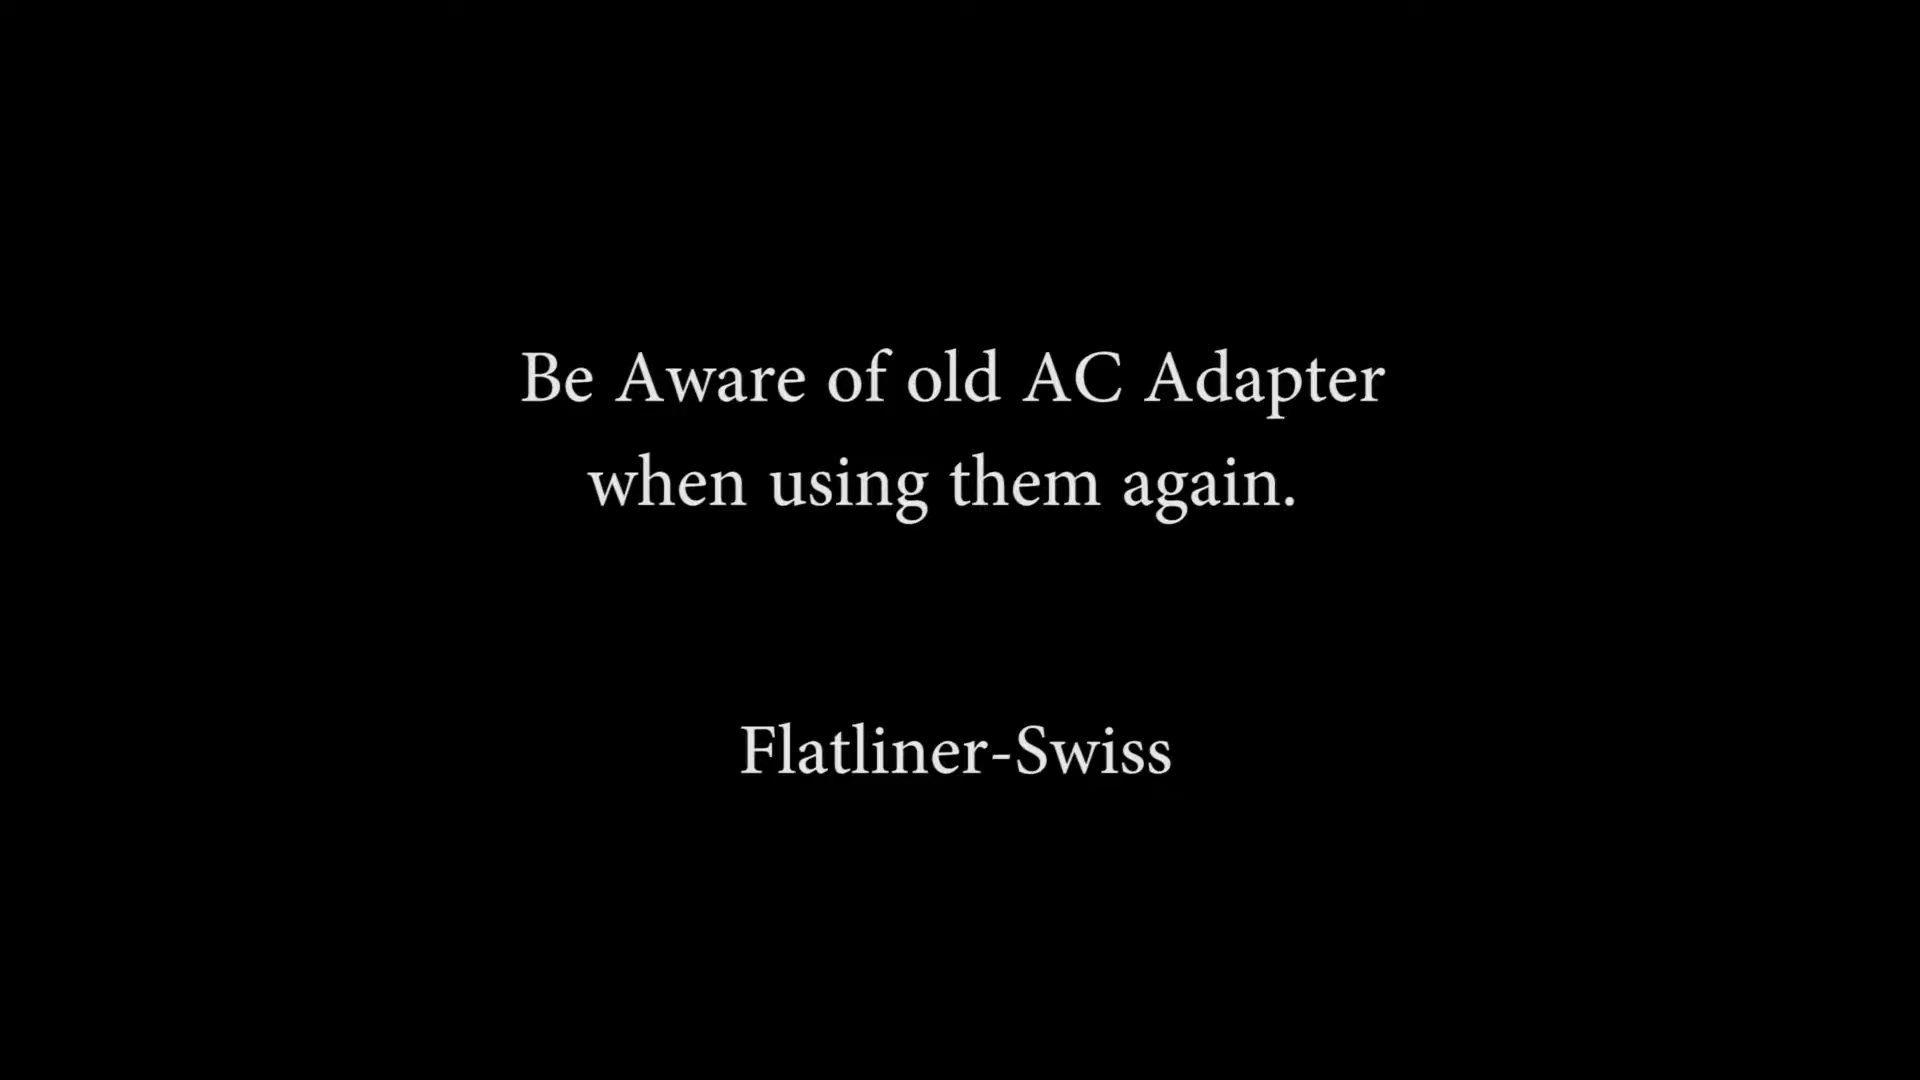 Be Aware of old AC Adapter
when using them again.
Flatliner-Swiss